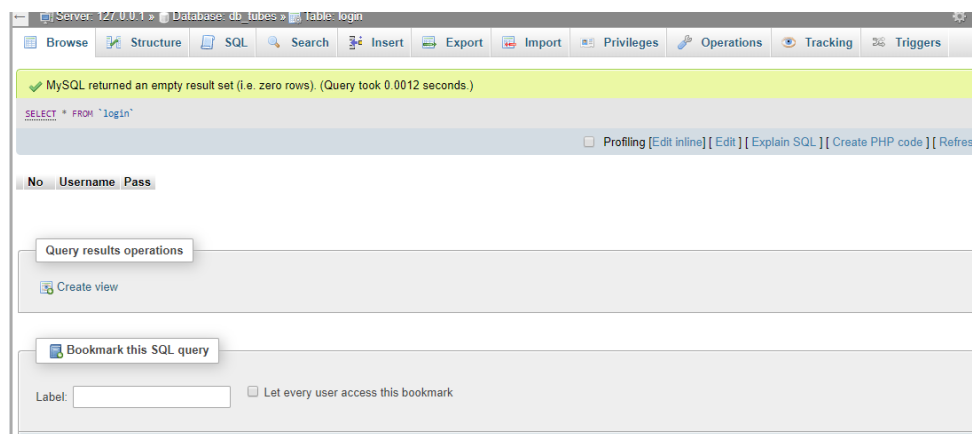 Server: 127.0.0.1 » Database: db_tubes » Table: login
Browse Structure SQL Search Insert Export Import Privileges Operations Tracking Triggers
MySQL returned an empty result set (i.e. zero rows). (Query took 0.0012 seconds.)
SELECT * FROM `login`
Profiling [Edit inline] [ Edit ] [ Explain SQL ] [ Create PHP code ] [ Refres
No Username Pass
Query results operations
Create view
Bookmark this SQL query
Label: Let every user access this bookmark